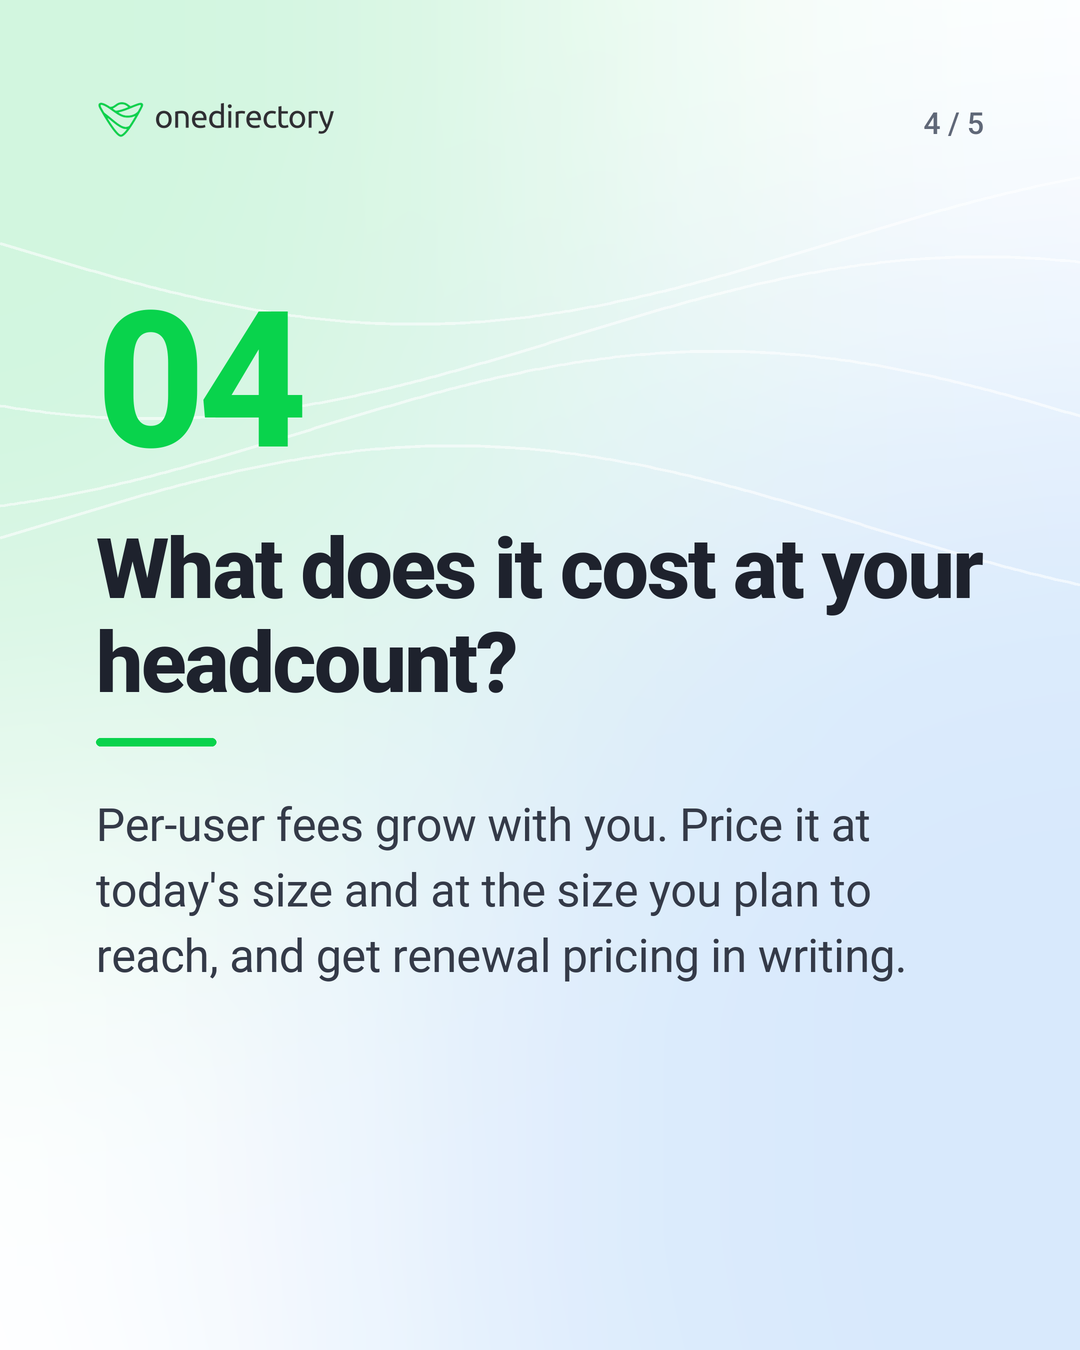 onedirectory
4 / 5
04
What does it cost at your
headcount?
Per-user fees grow with you. Price it at
today's size and at the size you plan to
reach, and get renewal pricing in writing.